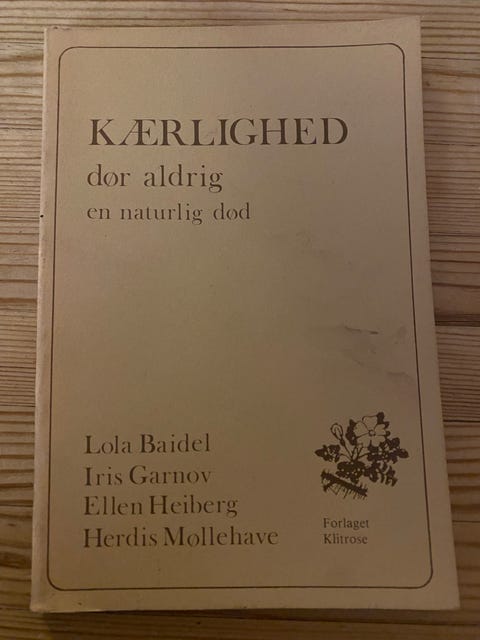 KÆRLIGHED
dør aldrig
en naturlig død
Lola Baidel
Iris Garnov
Ellen Heiberg
Herdis Møllehave
Forlaget
Klitrose